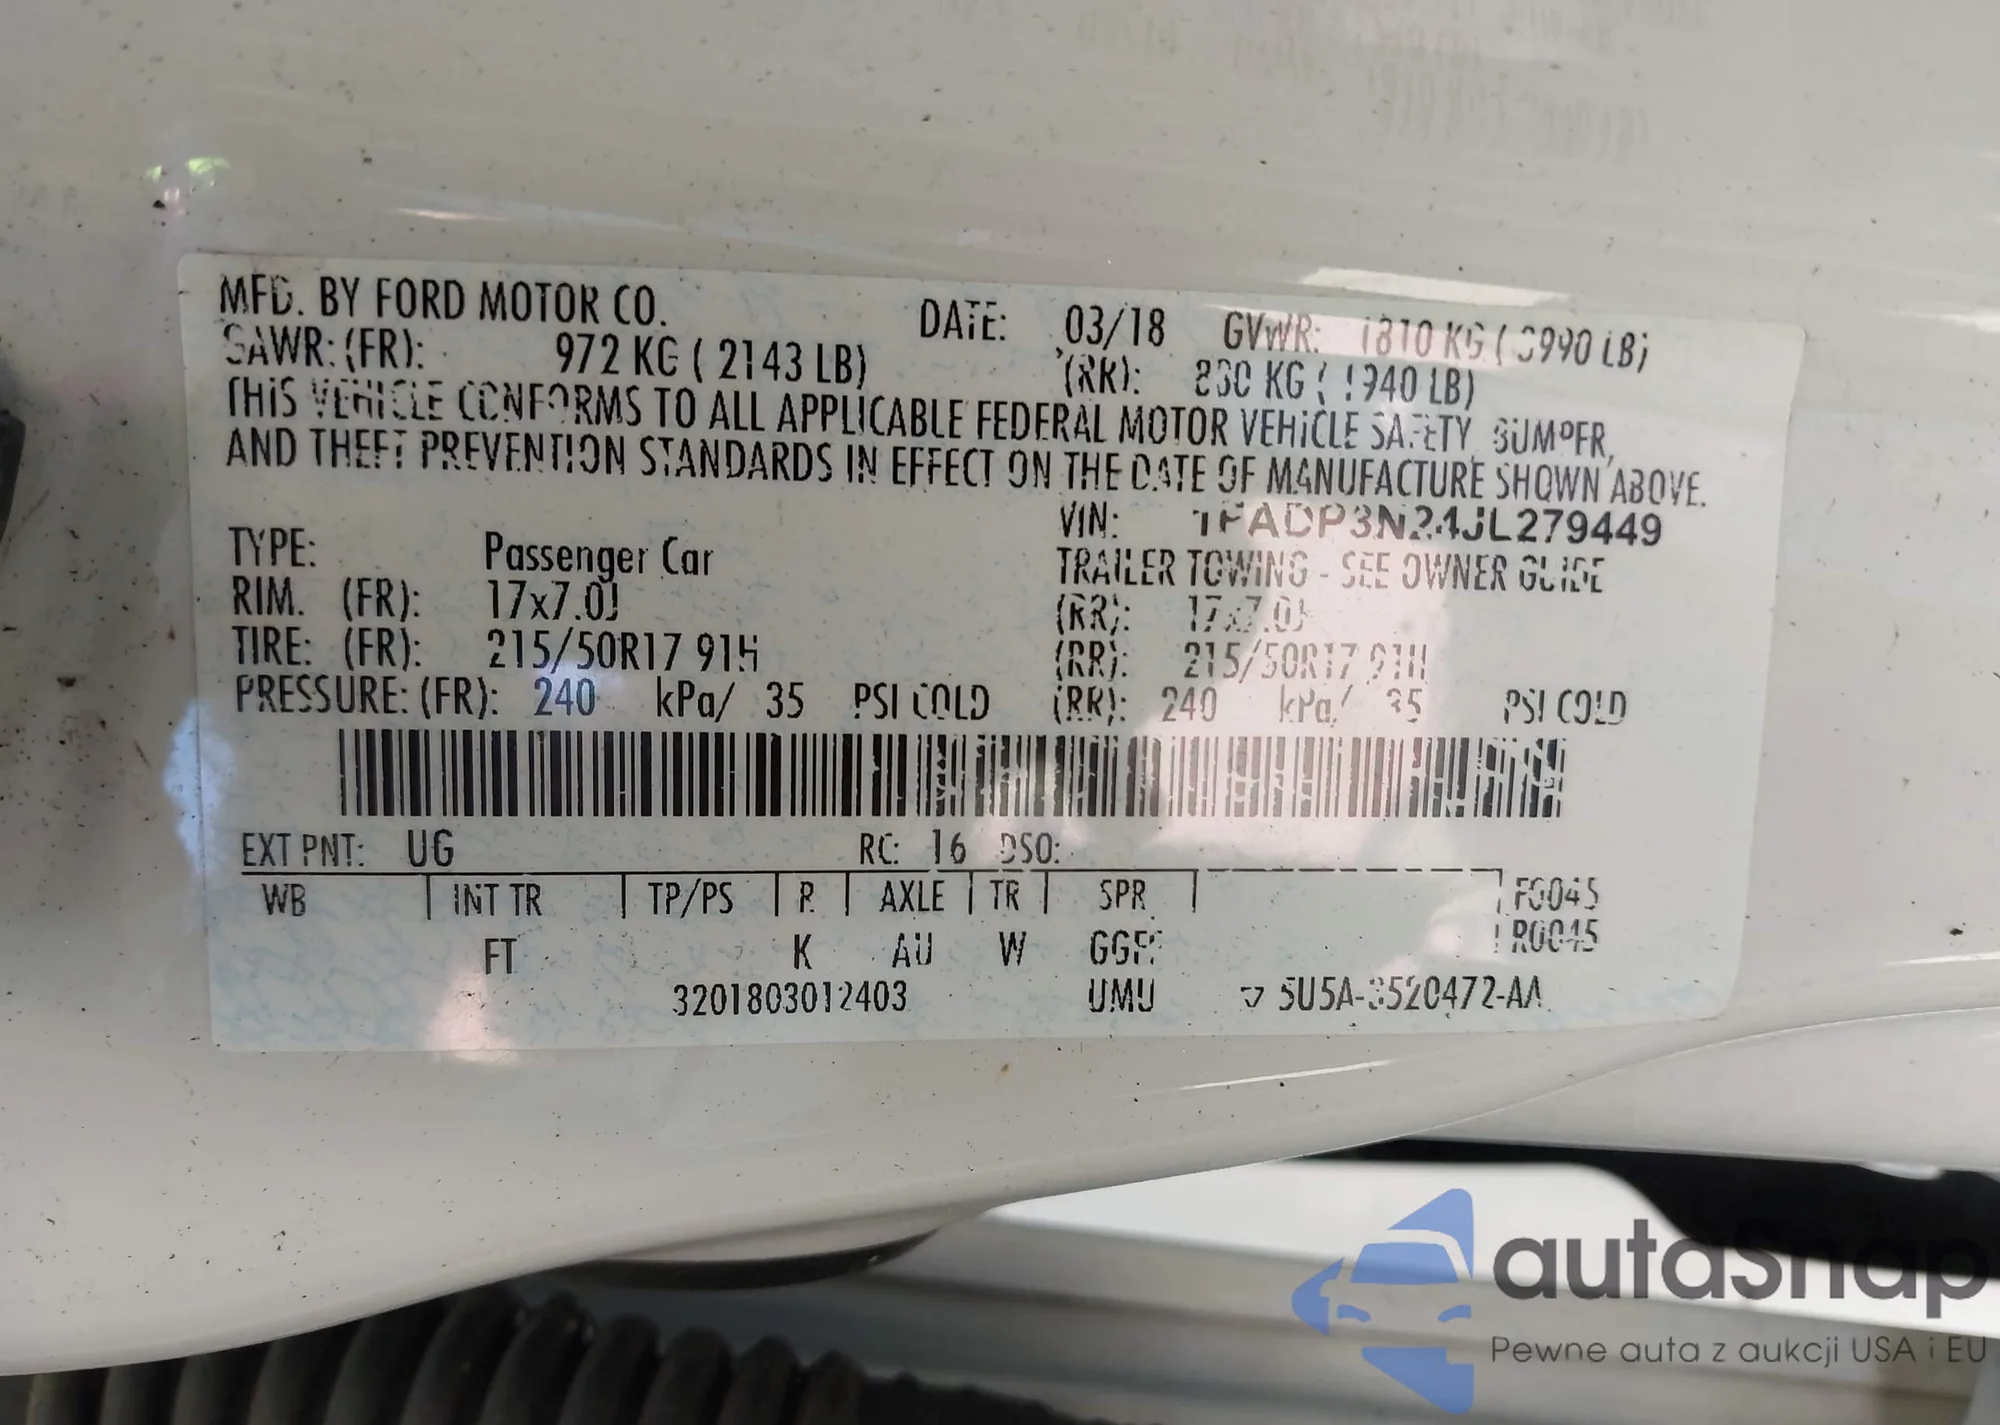 MFD. BY FORD MOTOR CO. DATE: 03/18 GVWR: 1810 KG ( 3990 LB)
GAWR: (FR): 972 KG ( 2143 LB) (RR): 880 KG ( 1940 LB)
THIS VEHICLE CONFORMS TO ALL APPLICABLE FEDERAL MOTOR VEHICLE SAFETY, BUMPER,
AND THEFT PREVENTION STANDARDS IN EFFECT ON THE DATE OF MANUFACTURE SHOWN ABOVE.
VIN: 1FADP3N24JL279449
TYPE: Passenger Car TRAILER TOWING - SEE OWNER GUIDE
RIM. (FR): 17x7.0J (RR): 17x7.0J
TIRE: (FR): 215/50R17 91H (RR): 215/50R17 91H
PRESSURE: (FR): 240 kPa/ 35 PSI COLD (RR): 240 kPa/ 35 PSI COLD
EXT PNT: UG RC: 16 DSO:
WB INT TR TP/PS R AXLE TR SPR F0045
R0045
FT K AU W
3201803012403 UMU ▽ 5U5A-3520472-AA
autasnap
Pewne auta z aukcji USA i EU